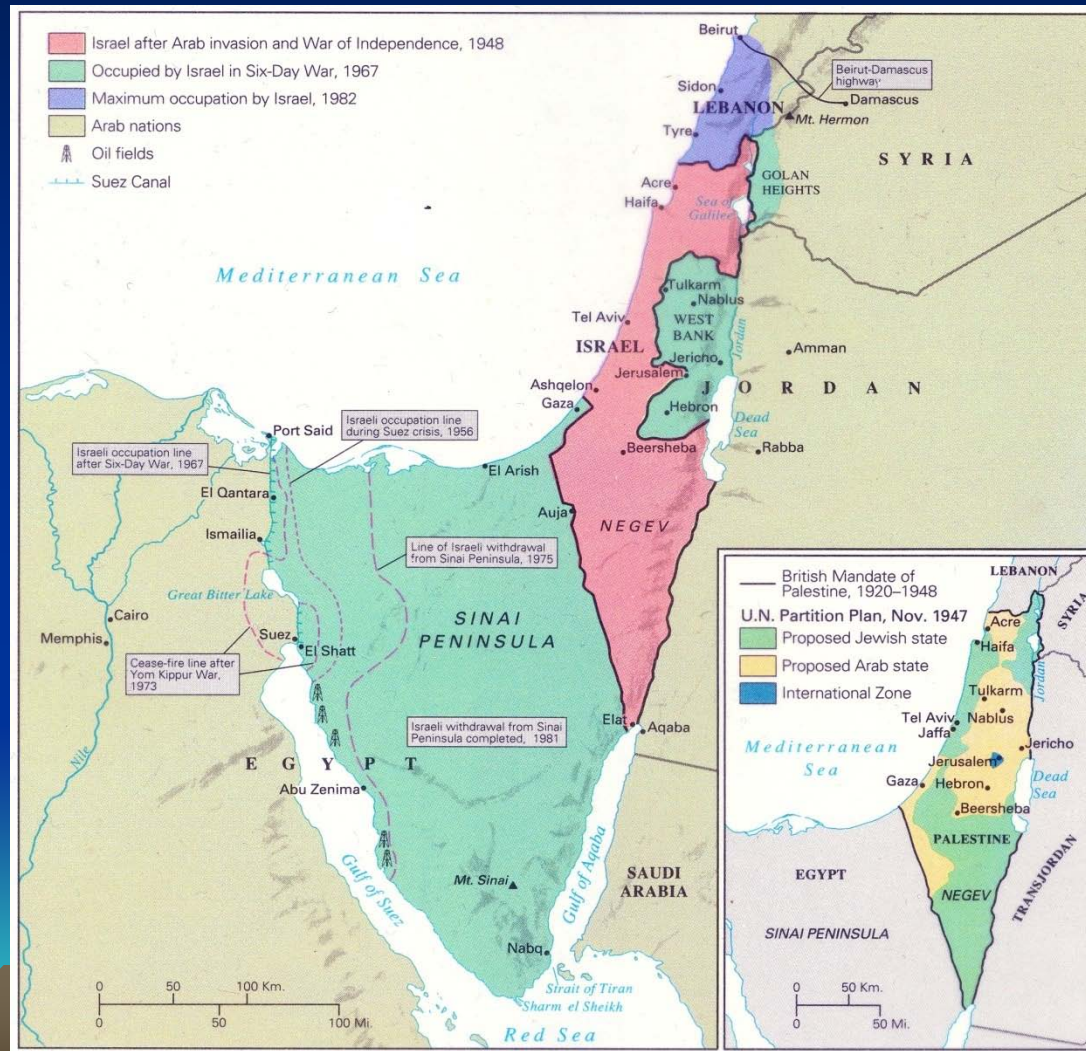 Israel after Arab invasion and War of Independence, 1948
Occupied by Israel in Six-Day War, 1967
Maximum occupation by Israel, 1982
Arab nations
Oil fields
Suez Canal
Beirut
Beirut-Damascus
highway
Sidon
Damascus
LEBANON
Mt. Hermon
Tyre
SYRIA
GOLAN
HEIGHTS
Acre
Haifa
Sea of
Galilee
Mediterranean Sea
Tulkarm
Nablus
Tel Aviv
WEST
BANK
Jordan
ISRAEL
Amman
Jericho
Jerusalem
JORDAN
Ashqelon
Gaza
Hebron
Dead
Sea
Port Said
Israeli occupation line
during Suez crisis, 1956
Israeli occupation line
after Six-Day War, 1967
Beersheba
Rabba
El Arish
El Qantara
Auja
Ismailia
NEGEV
Line of Israeli withdrawal
from Sinai Peninsula, 1975
Great Bitter Lake
Cairo
SINAI
PENINSULA
Memphis
Suez
El Shatt
Cease-fire line after
Yom Kippur War,
1973
Elat
Aqaba
Israeli withdrawal from Sinai
Peninsula completed, 1981
Nile
EGYPT
Abu Zenima
Gulf of Suez
Mt. Sinai
Gulf of Aqaba
SAUDI
ARABIA
Nabq
Strait of Tiran
Sharm el Sheikh
Red Sea
0 50 100 Km.
0 50 100 Mi.
British Mandate of
Palestine, 1920–1948
U.N. Partition Plan, Nov. 1947
Proposed Jewish state
Proposed Arab state
International Zone
LEBANON
SYRIA
Acre
Haifa
Jordan
Tulkarm
Nablus
Tel Aviv
Jaffa
Jericho
Mediterranean
Sea
Jerusalem
Gaza
Hebron
Dead
Sea
Beersheba
PALESTINE
EGYPT
TRANSJORDAN
NEGEV
SINAI PENINSULA
0 50 Km.
0 50 Mi.